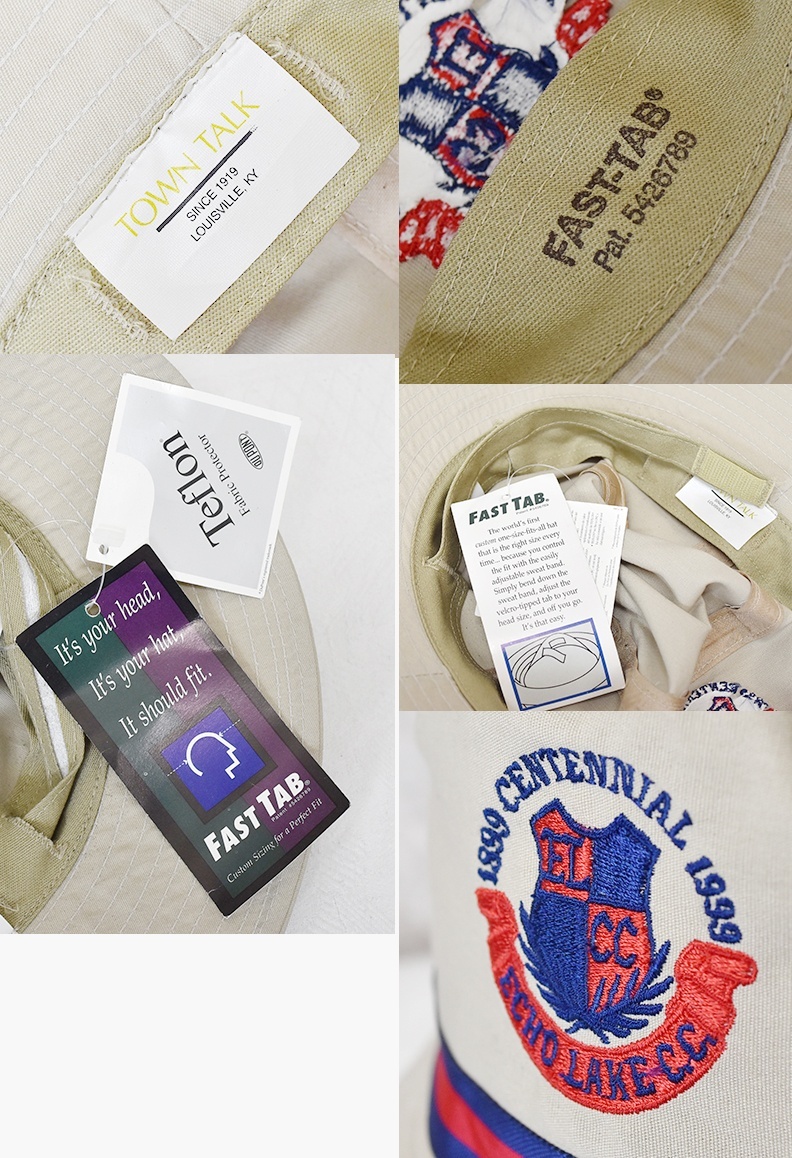 TOWN TALK
SINCE 1919
LOUISVILLE, KY
FAST-TAB®
Pat. 5426789
Teflon
Fabric Protector
DUPONT
It's your head,
It's your hat,
It should fit.
FAST TAB®
Patent #5426789
Custom Sizing for a Perfect Fit
FAST TAB®
The world's first
custom one-size-fits-all hat
that is the right size every
time... because you control
the fit with the easily
adjustable sweat band.
Simply bend down the
sweat band, adjust the
velcro-tipped tab to your
head size, and off you go.
It's that easy.
1899 CENTENNIAL 1999
EL
CC
ECHO LAKE C.C.